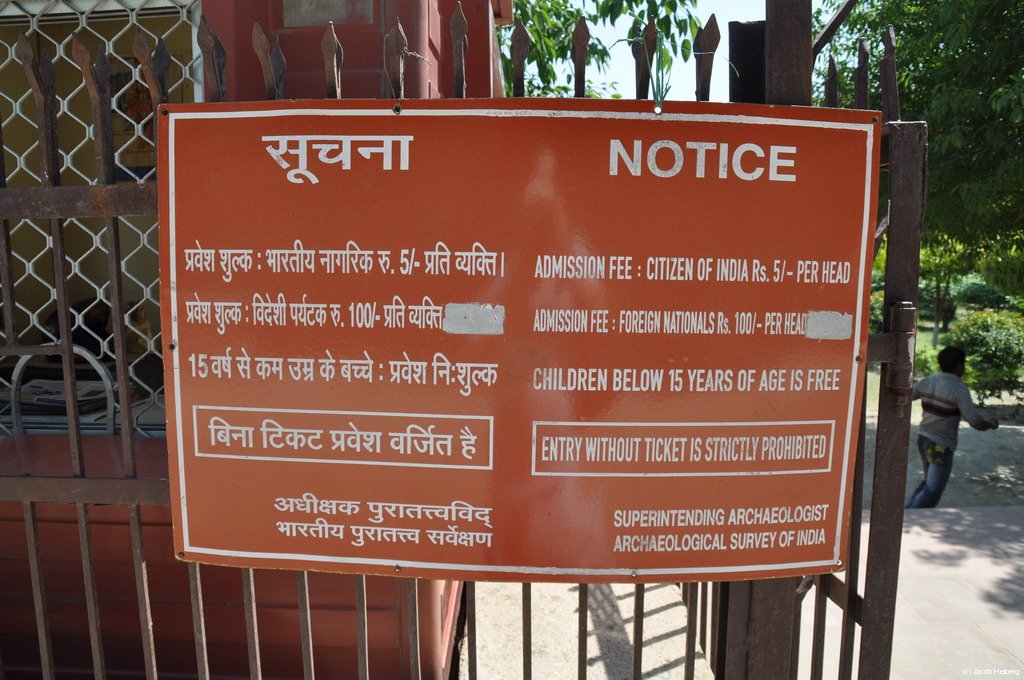 सूचना
प्रवेश शुल्क : भारतीय नागरिक रु. 5/- प्रति व्यक्ति।
प्रवेश शुल्क : विदेशी पर्यटक रु. 100/- प्रति व्यक्ति
15 वर्ष से कम उम्र के बच्चे : प्रवेश निःशुल्क
बिना टिकट प्रवेश वर्जित है
अधीक्षक पुरातत्त्वविद्
भारतीय पुरातत्त्व सर्वेक्षण
NOTICE
ADMISSION FEE : CITIZEN OF INDIA Rs. 5/- PER HEAD
ADMISSION FEE : FOREIGN NATIONALS Rs. 100/- PER HEAD
CHILDREN BELOW 15 YEARS OF AGE IS FREE
ENTRY WITHOUT TICKET IS STRICTLY PROHIBITED
SUPERINTENDING ARCHAEOLOGIST
ARCHAEOLOGICAL SURVEY OF INDIA
(c) Jacob Heiberg